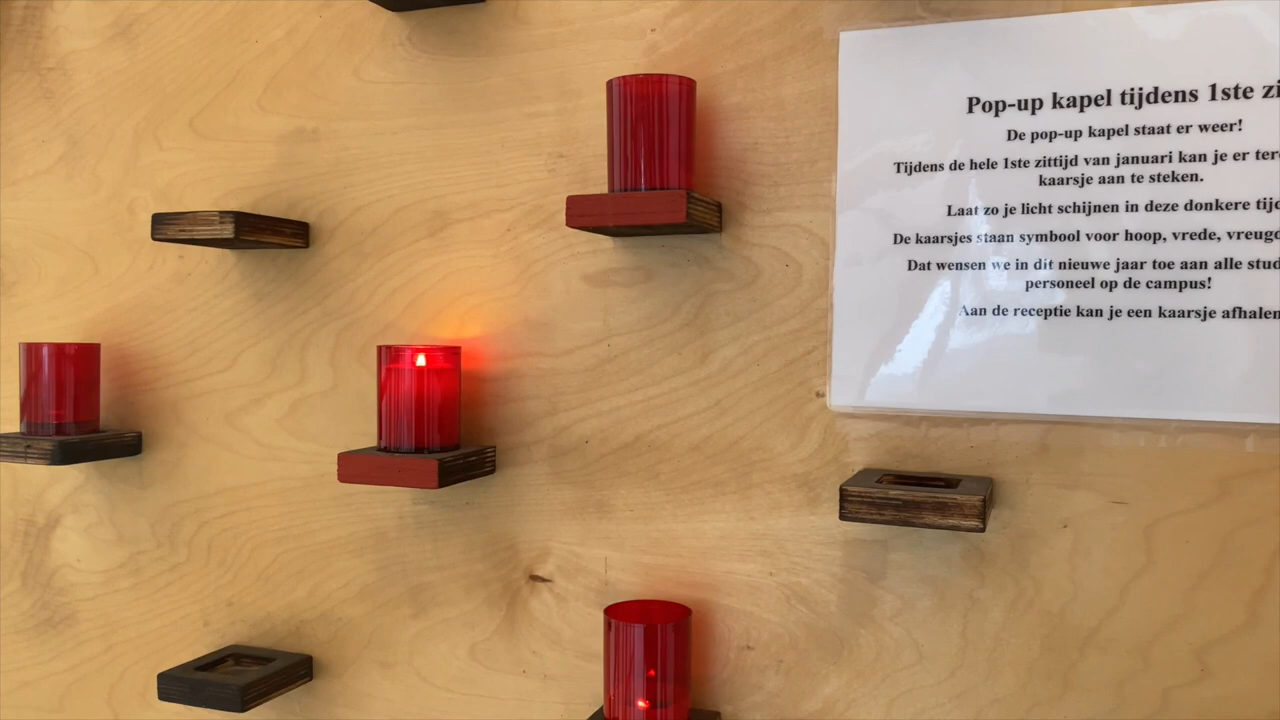 Pop-up kapel tijdens 1ste
De pop-up kapel staat er weer!
Tijdens de hele 1ste zittijd van januari kan je er
kaarsje aan te steken.
Laat zo je licht schijnen in deze donkere
De kaarsjes staan symbool voor hoop, vrede,
Dat wensen we in dit nieuwe jaar toe aan alle
personeel op de campus!
Aan de receptie kan je een kaarsje afhalen